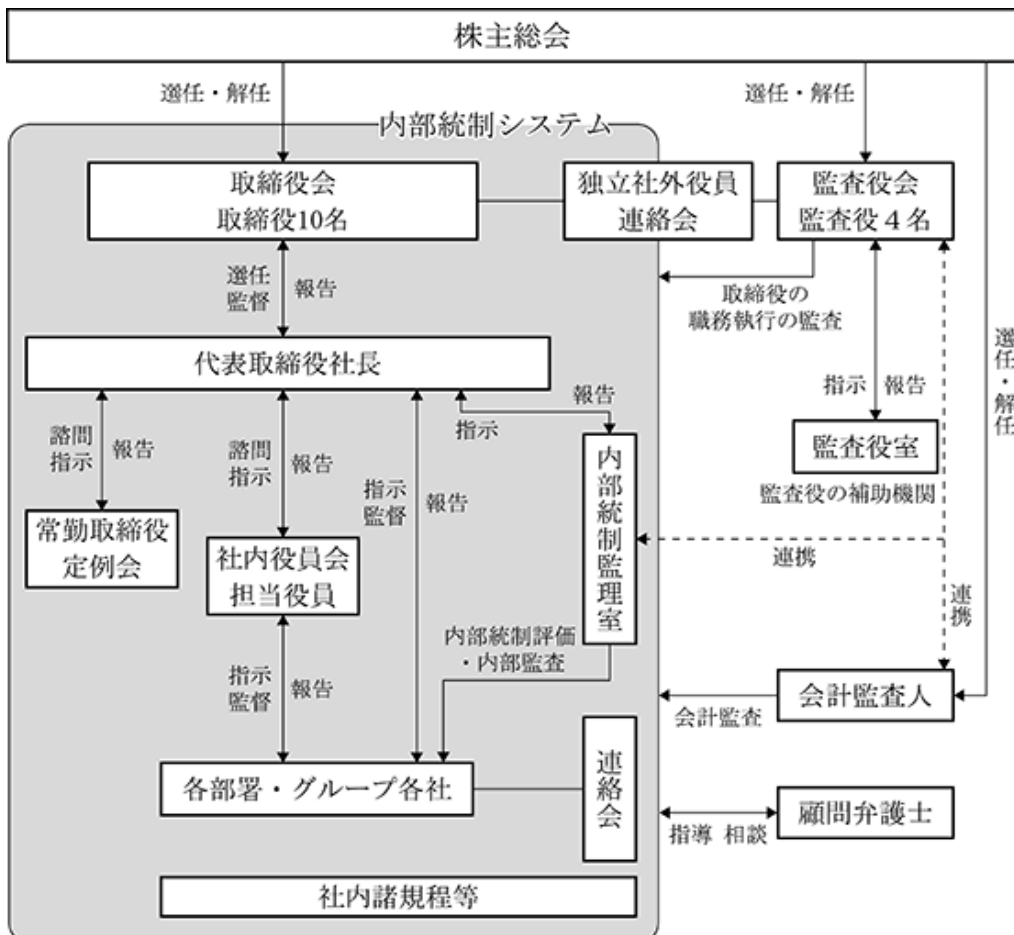 株主総会
選任・解任
選任・解任
内部統制システム
取締役会
取締役10名
独立社外役員
連絡会
監査役会
監査役４名
選任
監督
報告
取締役の
職務執行の監査
選任・解任
代表取締役社長
指示
報告
監査役室
監査役の補助機関
諮問
指示
報告
諮問
指示
報告
指示
監督
報告
指示
報告
内部統制監理室
常勤取締役
定例会
社内役員会
担当役員
連携
連携
内部統制評価
・内部監査
指示
監督
報告
会計監査
会計監査人
各部署・グループ各社
連絡会
指導 相談
顧問弁護士
社内諸規程等